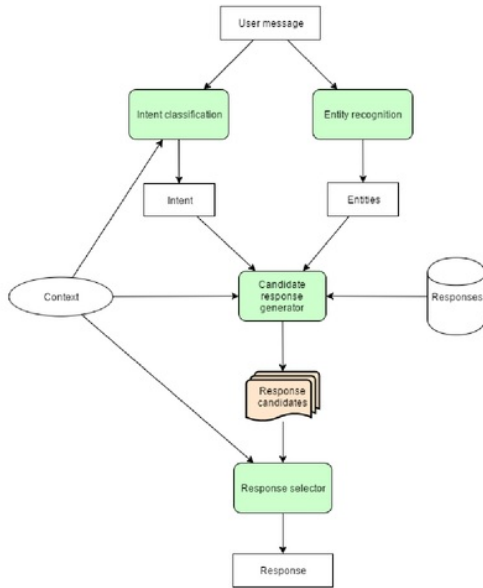 User message
Intent classification
Entity recognition
Intent
Entities
Context
Candidate
response
generator
Responses
Response
candidates
Response selector
Response